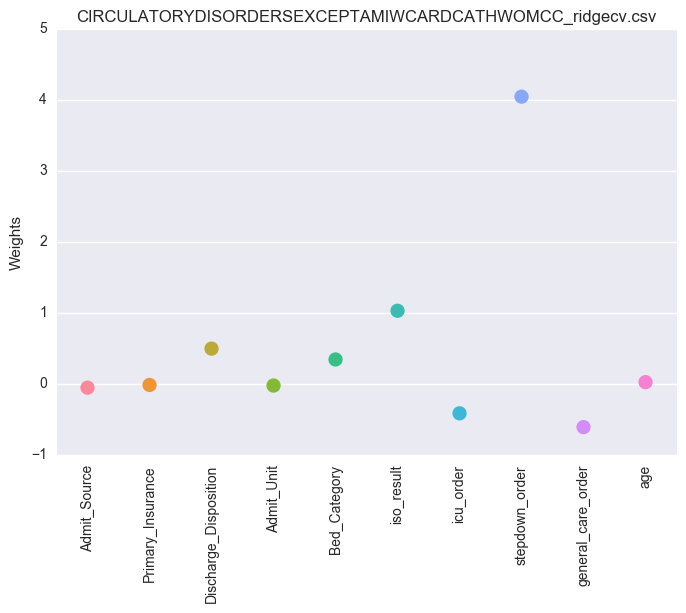 CIRCULATORYDISORDERSEXCEPTAMIWCARDCATHWOMCC_ridgecv.csv
5
4
3
2
1
0
−1
Weights
Admit_Source
Primary_Insurance
Discharge_Disposition
Admit_Unit
Bed_Category
iso_result
icu_order
stepdown_order
general_care_order
age